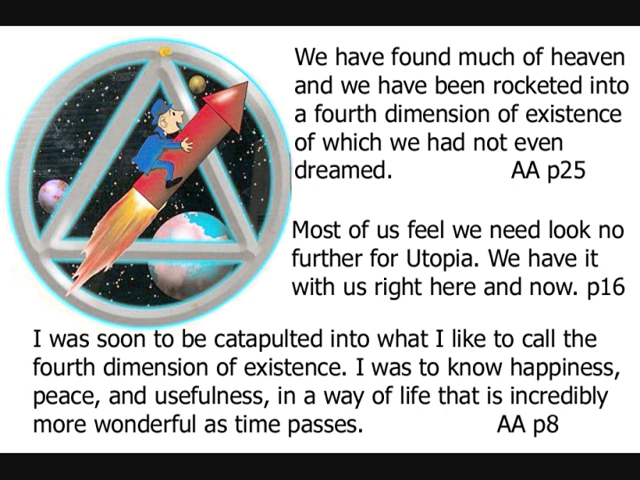 We have found much of heaven
and we have been rocketed into
a fourth dimension of existence
of which we had not even
dreamed. AA p25
Most of us feel we need look no
further for Utopia. We have it
with us right here and now. p16
I was soon to be catapulted into what I like to call the
fourth dimension of existence. I was to know happiness,
peace, and usefulness, in a way of life that is incredibly
more wonderful as time passes. AA p8